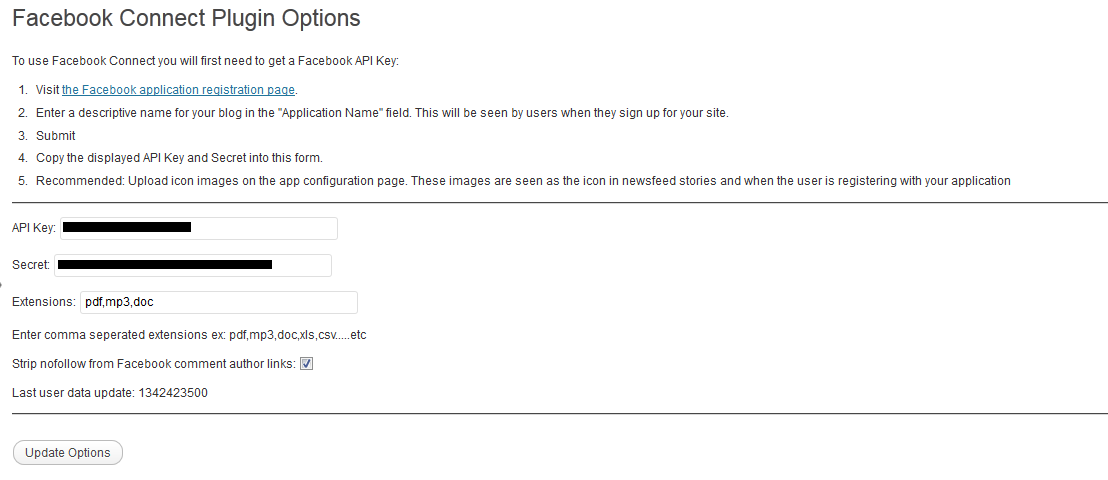 Facebook Connect Plugin Options
To use Facebook Connect you will first need to get a Facebook API Key:
1. Visit the Facebook application registration page.
2. Enter a descriptive name for your blog in the "Application Name" field. This will be seen by users when they sign up for your site.
3. Submit
4. Copy the displayed API Key and Secret into this form.
5. Recommended: Upload icon images on the app configuration page. These images are seen as the icon in newsfeed stories and when the user is registering with your application
API Key:
Secret:
Extensions: pdf,mp3,doc
Enter comma seperated extensions ex: pdf,mp3,doc,xls,csv.....etc
Strip nofollow from Facebook comment author links:
Last user data update: 1342423500
Update Options